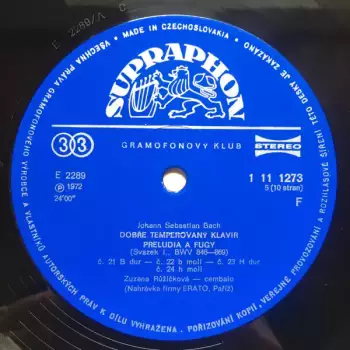 E 2289/A
VŠECHNA PRÁVA GRAMOFONOVÉHO VÝROBCE A VLASTNÍKŮ AUTORSKÝCH PRÁV K DÍLU VYHRAŽENA. POŘIZOVÁNÍ KOPIÍ, VEŘEJNÉ PROVOZOVÁNÍ A ROZHLASOVÉ ŠÍŘENÍ TÉTO DESKY JE ZAKÁZÁNO • MADE IN CZECHOSLOVAKIA •
SUPRAPHON
GRAMOFONOVÝ KLUB
33
STEREO
E 2289
℗ 1972
24'00"
1 11 1273
5 (10 stran)
F
Johann Sebastian Bach
DOBŘE TEMPEROVANÝ KLAVÍR
PRELUDIA A FUGY
(Svazek I., BWV 846—869)
č. 21 B dur — č. 22 b moll — č. 23 H dur
č. 24 h moll
Zuzana Růžičková — cembalo
(Nahrávka firmy ERATO, Paříž)